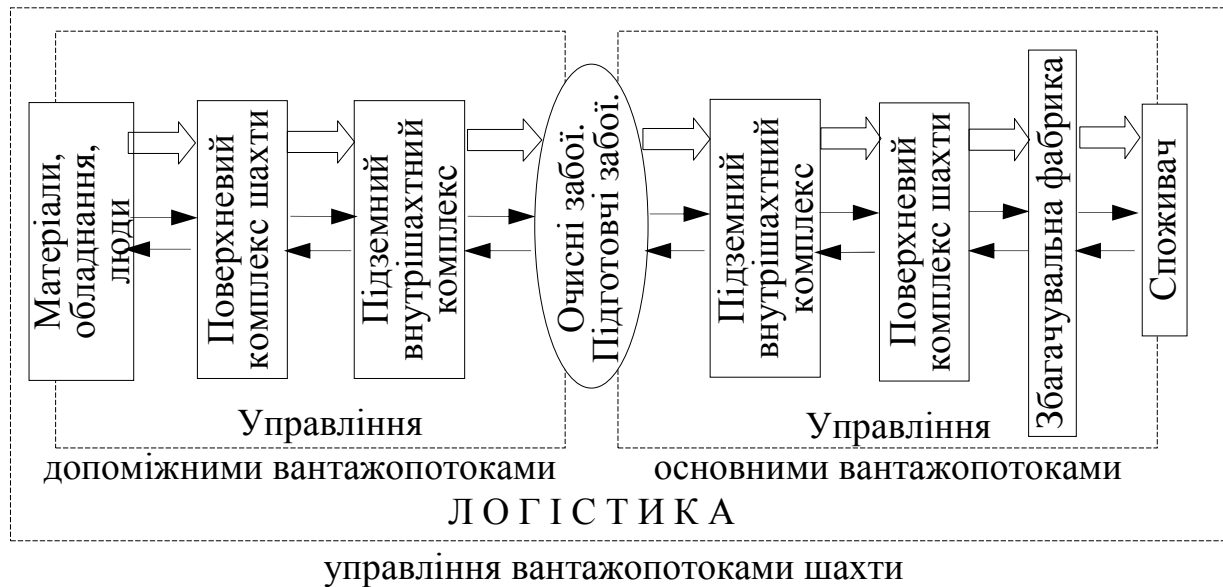 Матеріали,
обладнання,
люди
Поверхневий
комплекс шахти
Підземний
внутрішахтний
комплекс
Очисні забої.
Підготовчі забої.
Підземний
внутрішахтний
комплекс
Поверхневий
комплекс шахти
Збагачувальна фабрика
Споживач
Управління
допоміжними вантажопотоками
Управління
основними вантажопотоками
Л О Г І С Т И К А
управління вантажопотоками шахти